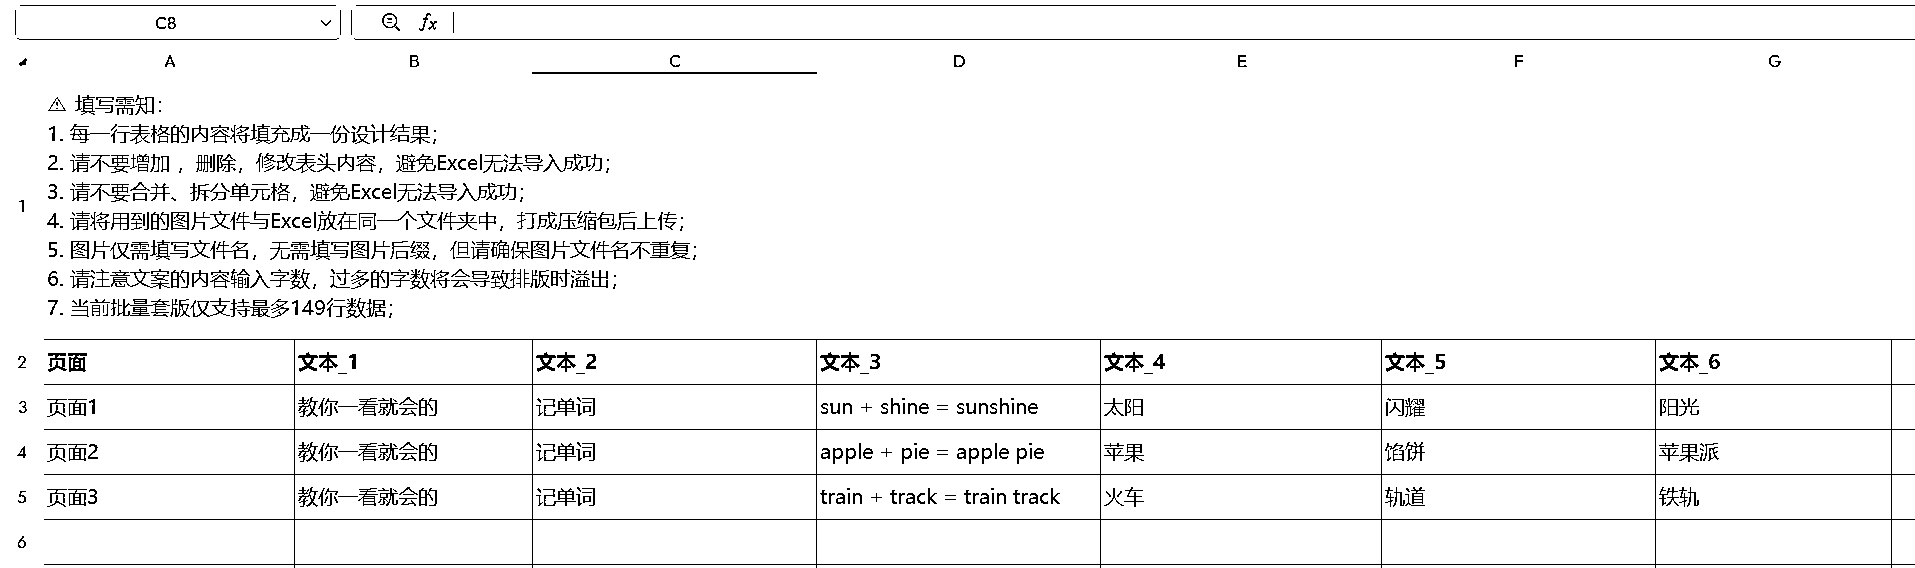 C8
fx
A B C D E F G
⚠ 填写需知：
1. 每一行表格的内容将填充成一份设计结果；
2. 请不要增加 ，删除，修改表头内容，避免Excel无法导入成功；
1
3. 请不要合并、拆分单元格，避免Excel无法导入成功；
4. 请将用到的图片文件与Excel放在同一个文件夹中，打成压缩包后上传；
5. 图片仅需填写文件名，无需填写图片后缀，但请确保图片文件名不重复；
6. 请注意文案的内容输入字数，过多的字数将会导致排版时溢出；
7. 当前批量套版仅支持最多149行数据；
2 页面 文本_1 文本_2 文本_3 文本_4 文本_5 文本_6
3 页面1 教你一看就会的 记单词 sun + shine = sunshine 太阳 闪耀 阳光
4 页面2 教你一看就会的 记单词 apple + pie = apple pie 苹果 馅饼 苹果派
5 页面3 教你一看就会的 记单词 train + track = train track 火车 轨道 铁轨
6